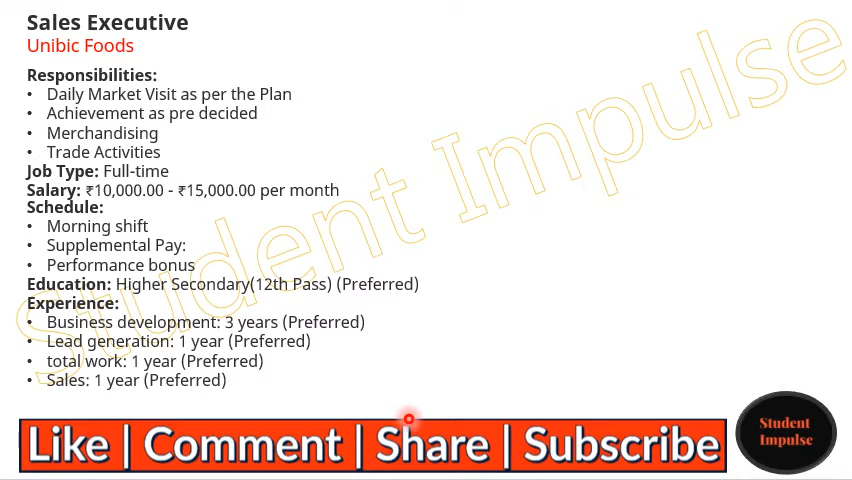 Sales Executive
Unibic Foods
Responsibilities:
• Daily Market Visit as per the Plan
• Achievement as pre decided
• Merchandising
• Trade Activities
Job Type: Full-time
Salary: ₹10,000.00 - ₹15,000.00 per month
Schedule:
• Morning shift
• Supplemental Pay:
• Performance bonus
Education: Higher Secondary(12th Pass) (Preferred)
Experience:
• Business development: 3 years (Preferred)
• Lead generation: 1 year (Preferred)
• total work: 1 year (Preferred)
• Sales: 1 year (Preferred)
Student Impulse
Like | Comment | Share | Subscribe
Student
Impulse